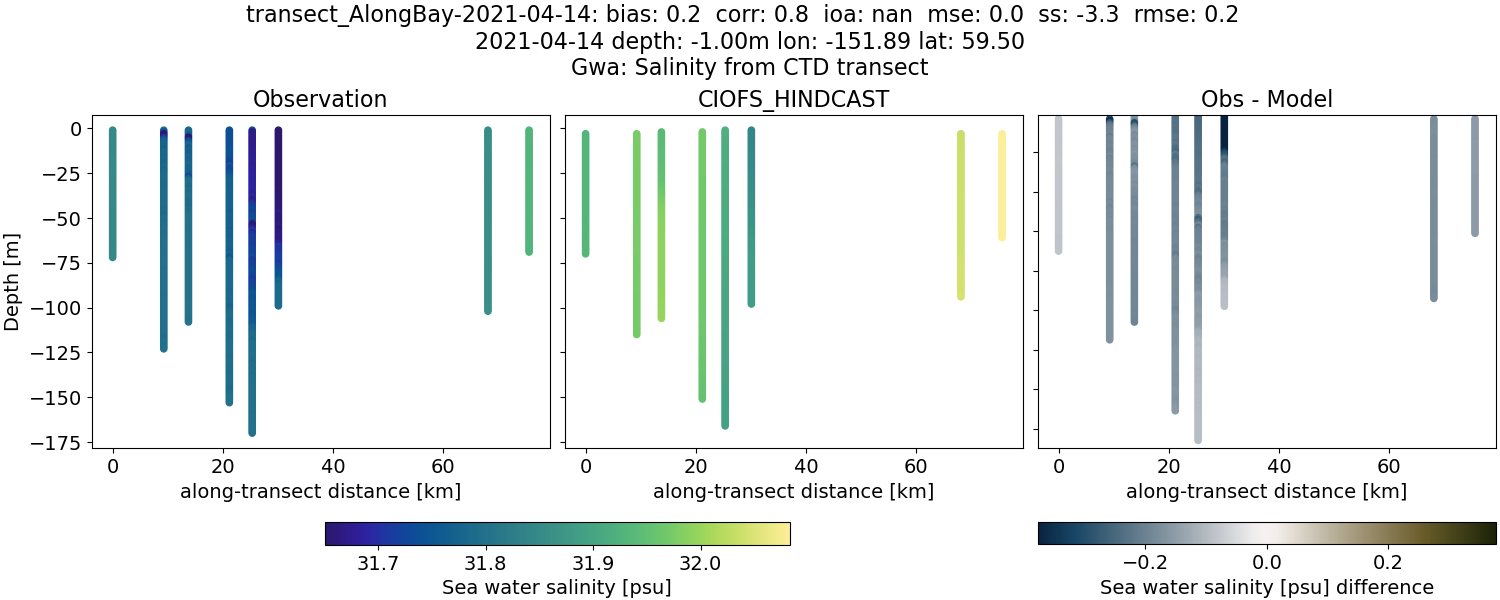 transect_AlongBay-2021-04-14: bias: 0.2  corr: 0.8  ioa: nan  mse: 0.0  ss: -3.3  rmse: 0.2
2021-04-14 depth: -1.00m lon: -151.89 lat: 59.50
Gwa: Salinity from CTD transect
Observation
CIOFS_HINDCAST
Obs - Model
Depth [m]
0
−25
−50
−75
−100
−125
−150
−175
0 20 40 60
0 20 40 60
0 20 40 60
along-transect distance [km]
along-transect distance [km]
along-transect distance [km]
31.7 31.8 31.9 32.0
Sea water salinity [psu]
−0.2 0.0 0.2
Sea water salinity [psu] difference